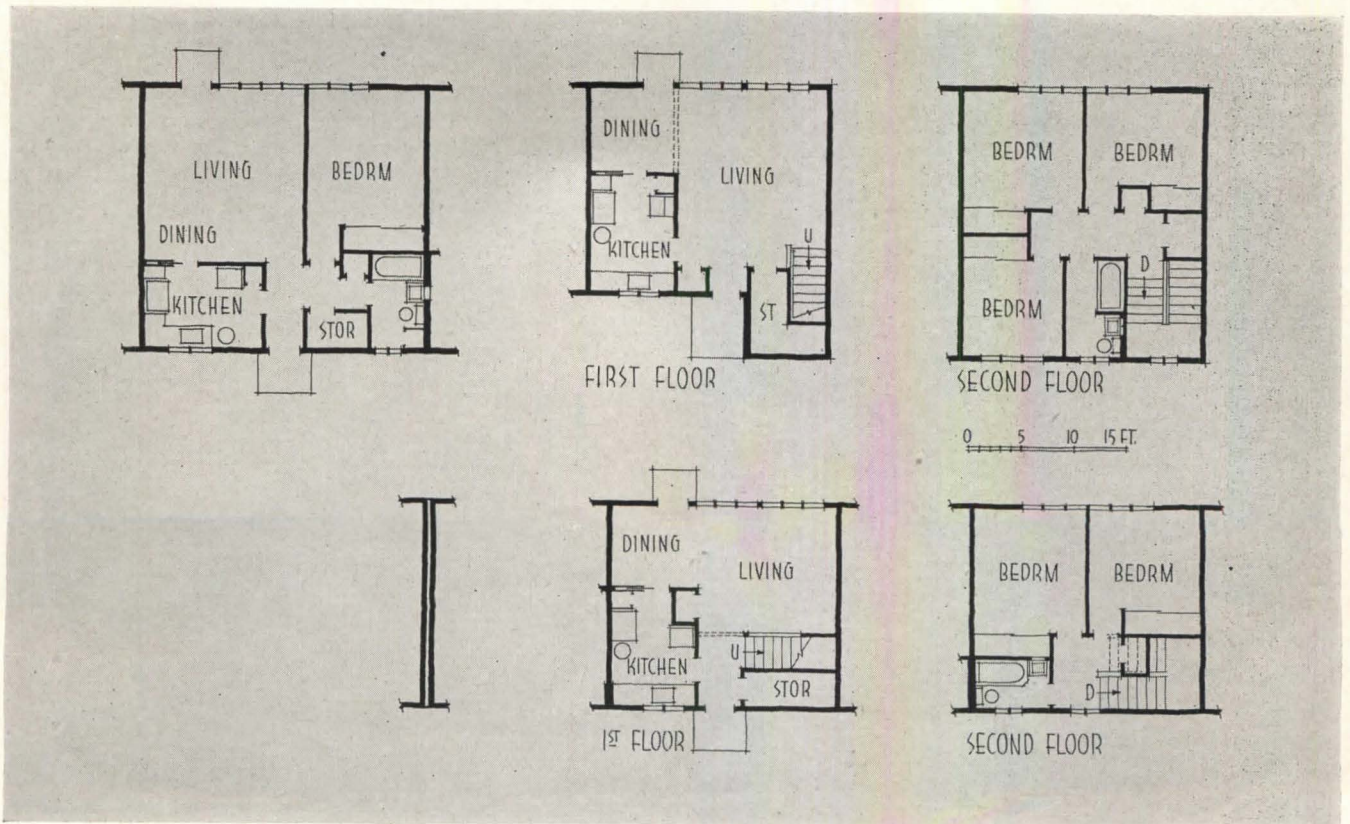 LIVING
BEDRM
DINING
KITCHEN
STOR
DINING
LIVING
U
KITCHEN
ST
FIRST FLOOR
BEDRM
BEDRM
D
BEDRM
SECOND FLOOR
0 5 10 15 FT.
DINING
LIVING
U
KITCHEN
STOR
1ST FLOOR
BEDRM
BEDRM
D
SECOND FLOOR